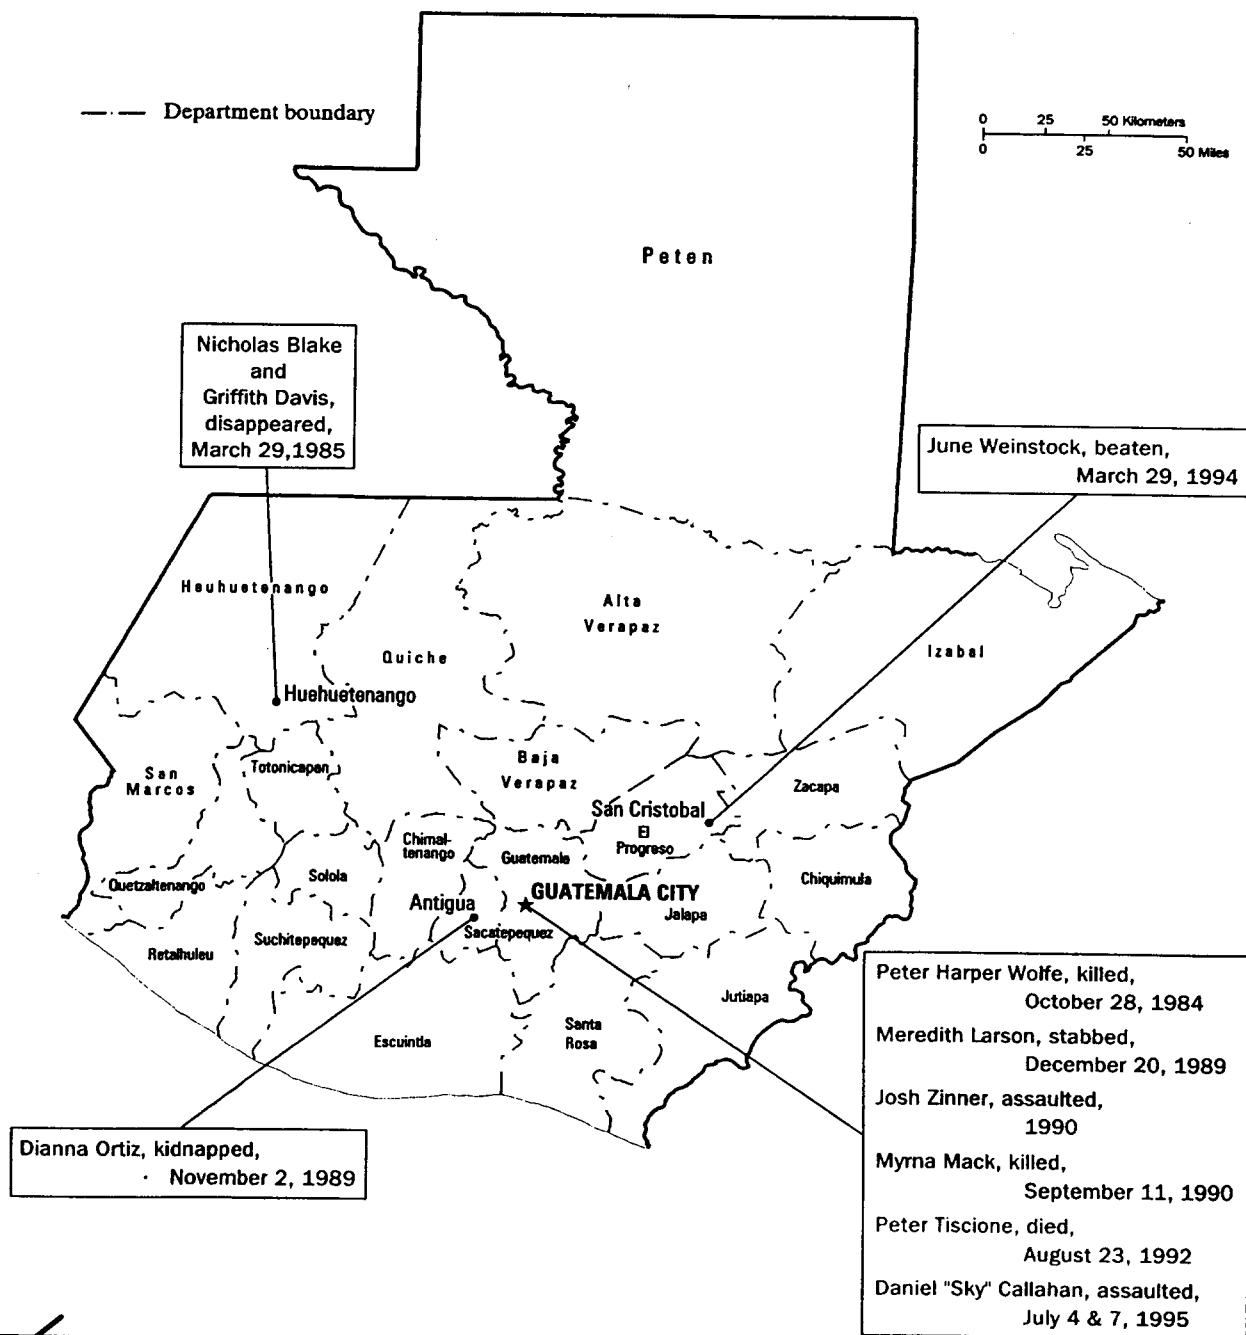 Department boundary
0 25 50 Kilometers
0 25 50 Miles
Peten
Nicholas Blake
and
Griffith Davis,
disappeared,
March 29,1985
June Weinstock, beaten,
March 29, 1994
Heuhuetenango
Alta
Verapaz
Quiche
Izabal
Huehuetenango
Baja
Verapaz
San
Marcos
Totonicapan
Zacapa
San Cristobal
El
Progreso
Chimal-
tenango
Guatemala
Quetzaltenango
Solola
Chiquimula
GUATEMALA CITY
Antigua
Jalapa
Sacatepequez
Suchitepequez
Retalhuleu
Jutiapa
Escuintla
Santa
Rosa
Peter Harper Wolfe, killed,
October 28, 1984
Meredith Larson, stabbed,
December 20, 1989
Josh Zinner, assaulted,
1990
Myrna Mack, killed,
September 11, 1990
Peter Tiscione, died,
August 23, 1992
Daniel "Sky" Callahan, assaulted,
July 4 & 7, 1995
Dianna Ortiz, kidnapped,
November 2, 1989